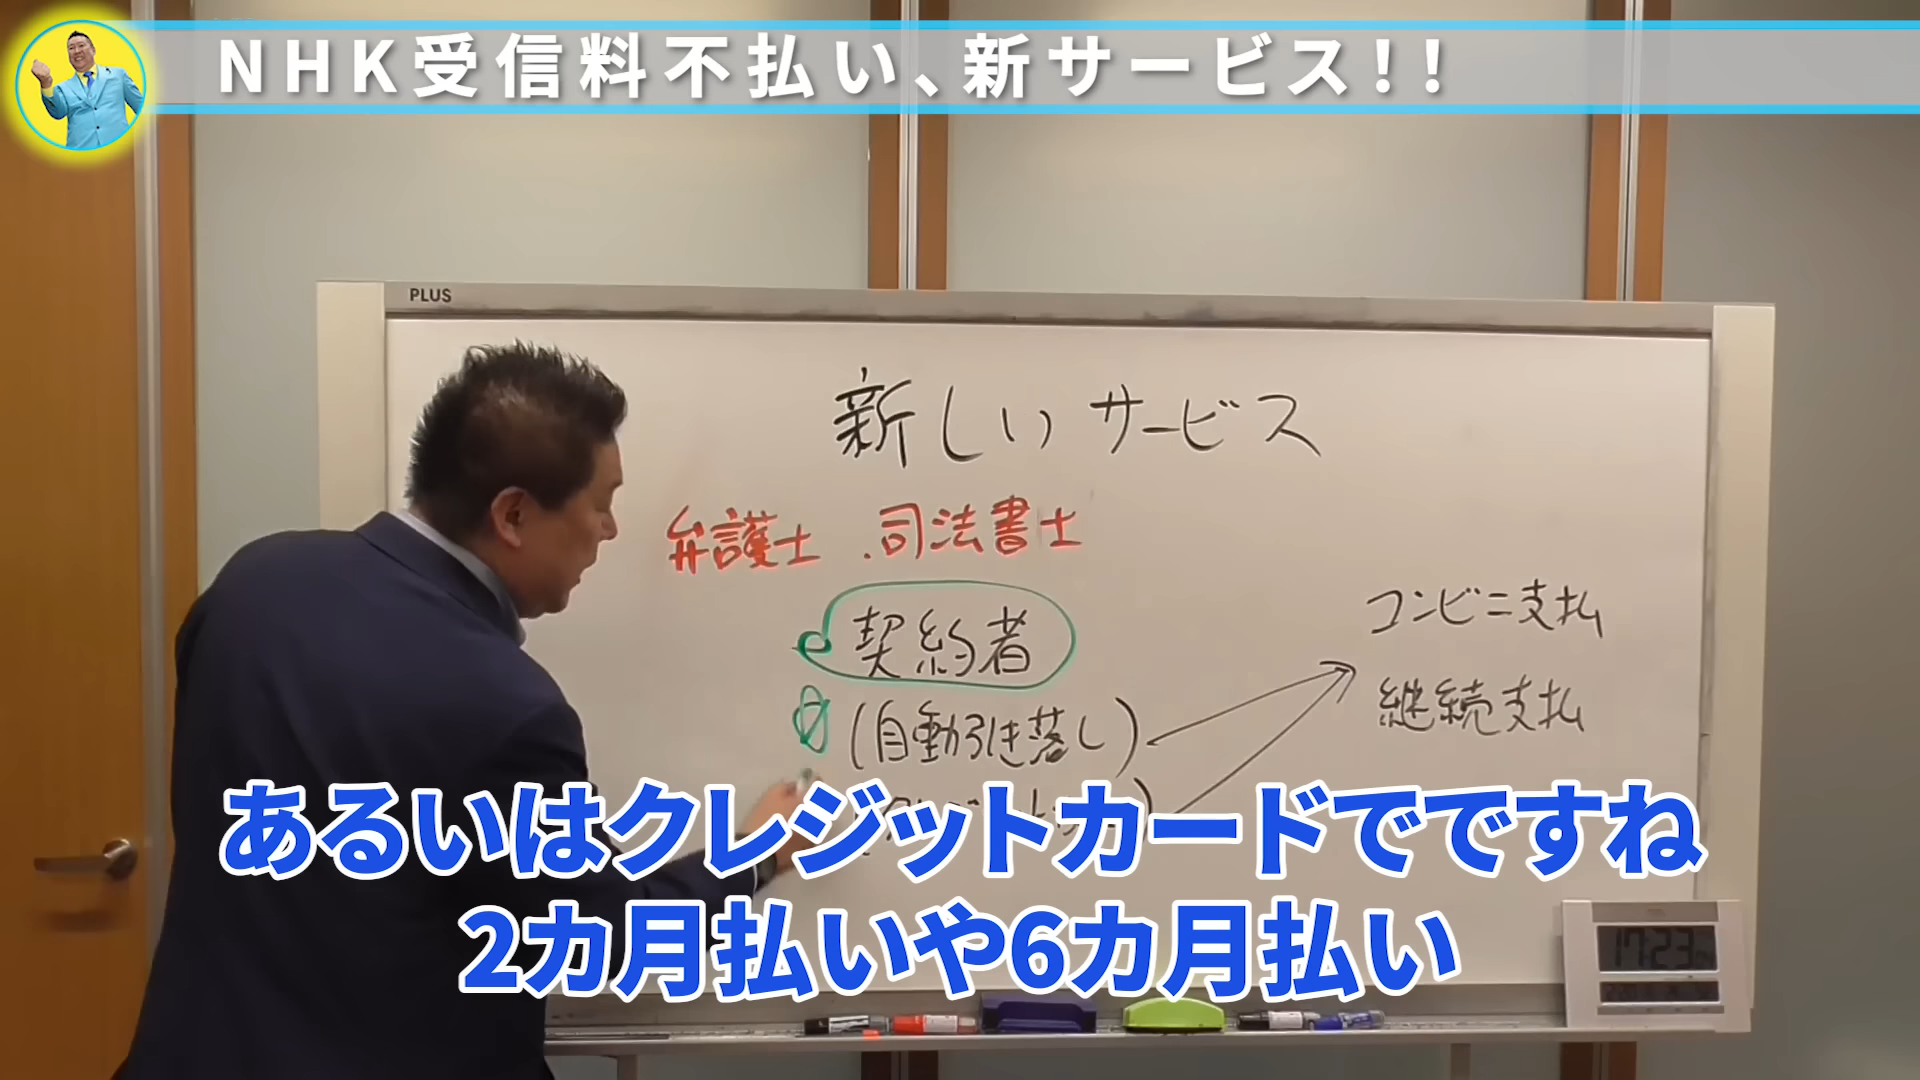 NHK受信料不払い、新サービス！！
PLUS
新しいサービス
弁護士 .司法書士
契約者
コンビニ支払
(自動引き落し)
継続支払
あるいはクレジットカードでですね
2カ月払いや6カ月払い
17:23